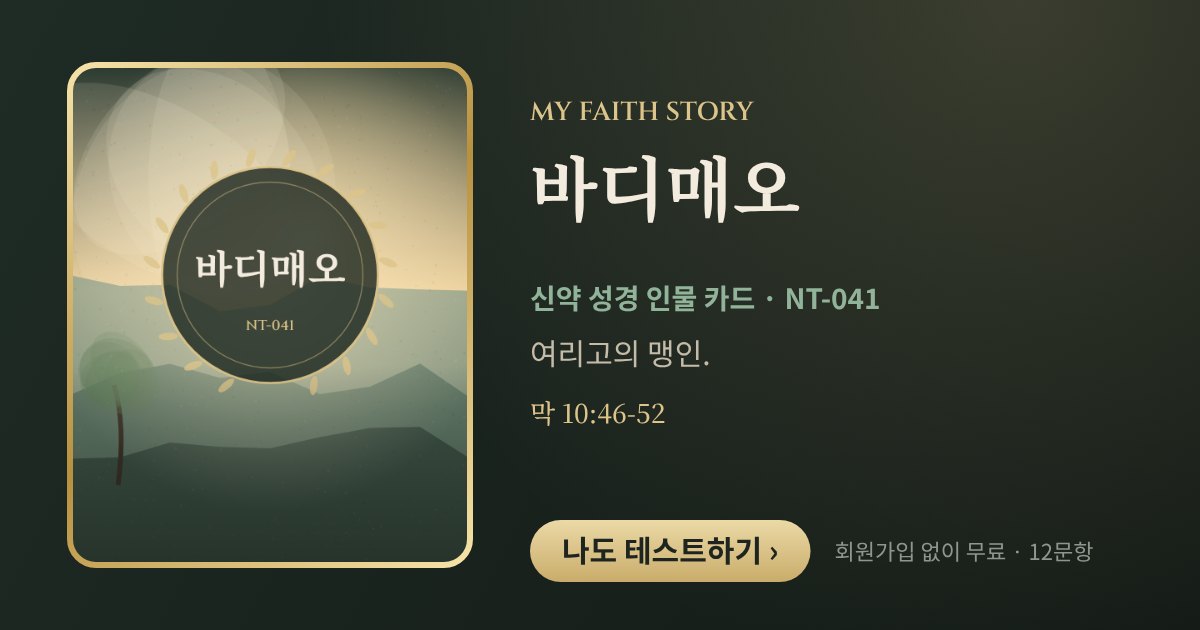 바디매오
NT-041
MY FAITH STORY
바디매오
신약 성경 인물 카드 · NT-041
여리고의 맹인.
막 10:46-52
나도 테스트하기 ›
회원가입 없이 무료 · 12문항